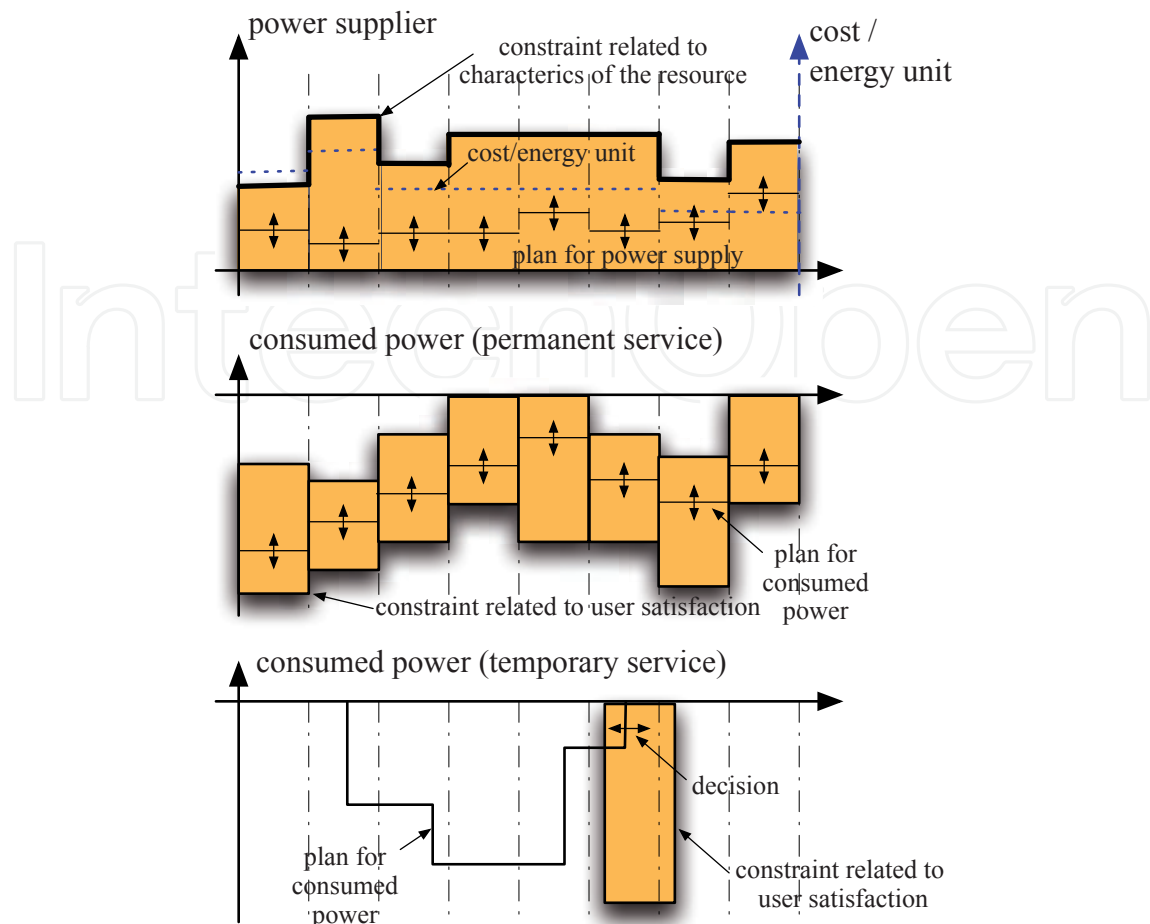 power supplier
cost /
energy unit
constraint related to
characterics of the resource
cost/energy unit
plan for power supply
IntechOpen
consumed power (permanent service)
plan for
consumed
power
constraint related to user satisfaction
consumed power (temporary service)
decision
plan for
consumed
power
constraint related to
user satisfaction